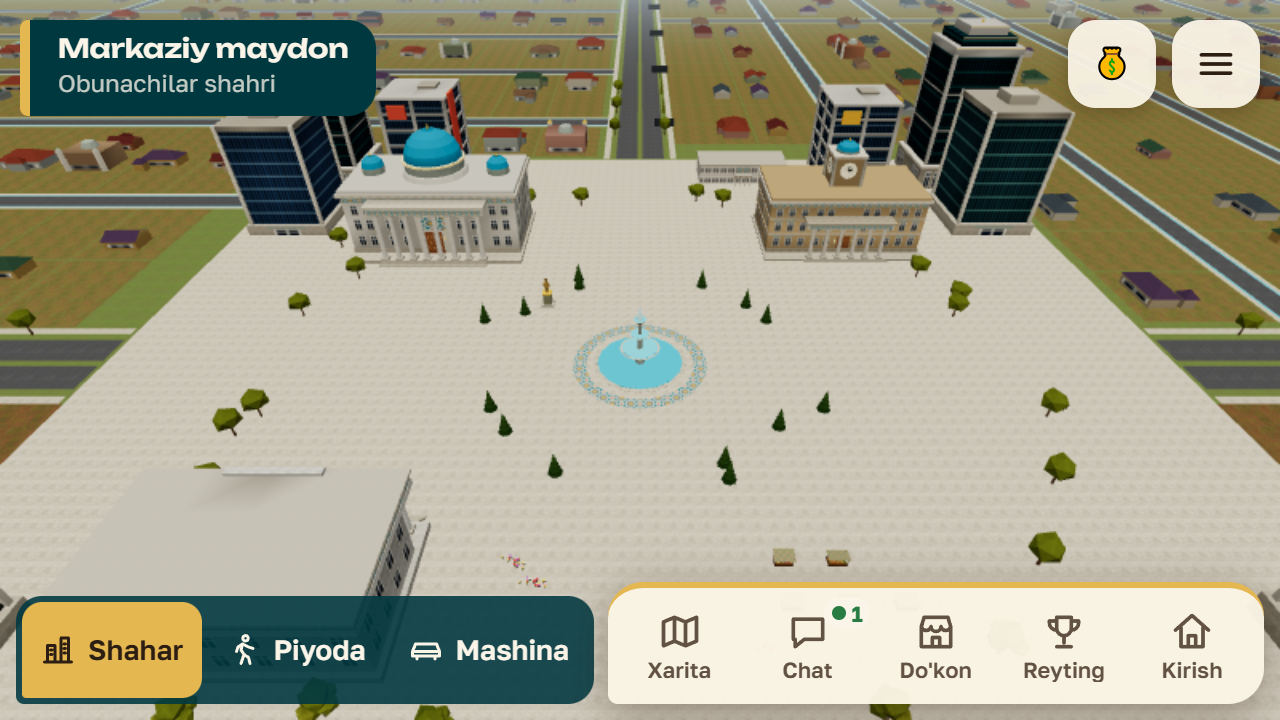 Markaziy maydon
Obunachilar shahri
Shahar
Piyoda
Mashina
1
Xarita
Chat
Do'kon
Reyting
Kirish